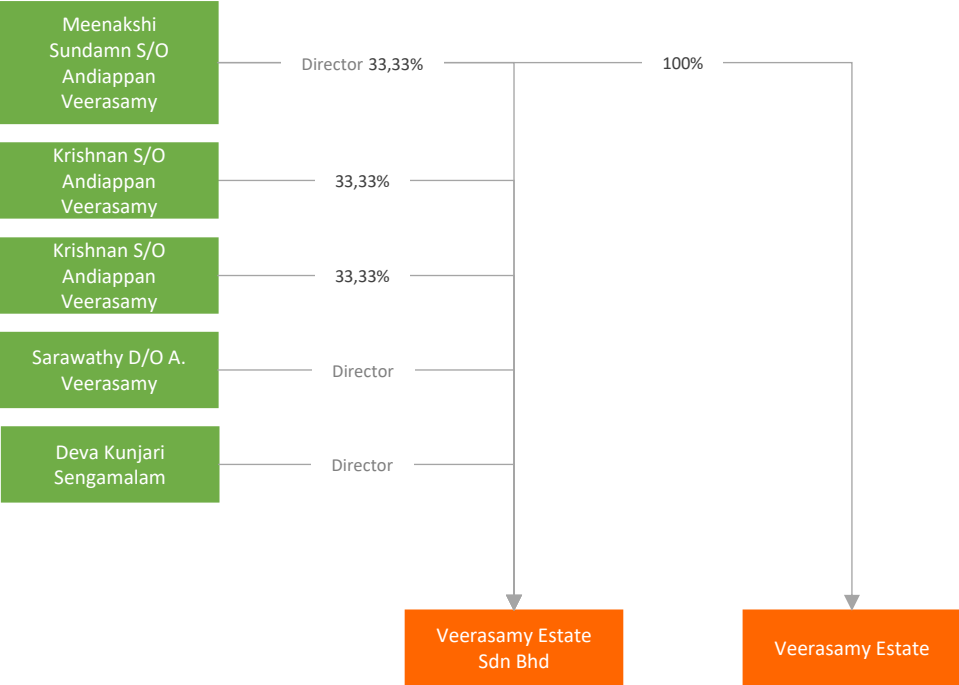 Meenakshi
Sundamn S/O
Andiappan
Veerasamy
Director 33,33%
100%
Krishnan S/O
Andiappan
Veerasamy
33,33%
Krishnan S/O
Andiappan
Veerasamy
33,33%
Sarawathy D/O A.
Veerasamy
Director
Deva Kunjari
Sengamalam
Director
Veerasamy Estate
Sdn Bhd
Veerasamy Estate